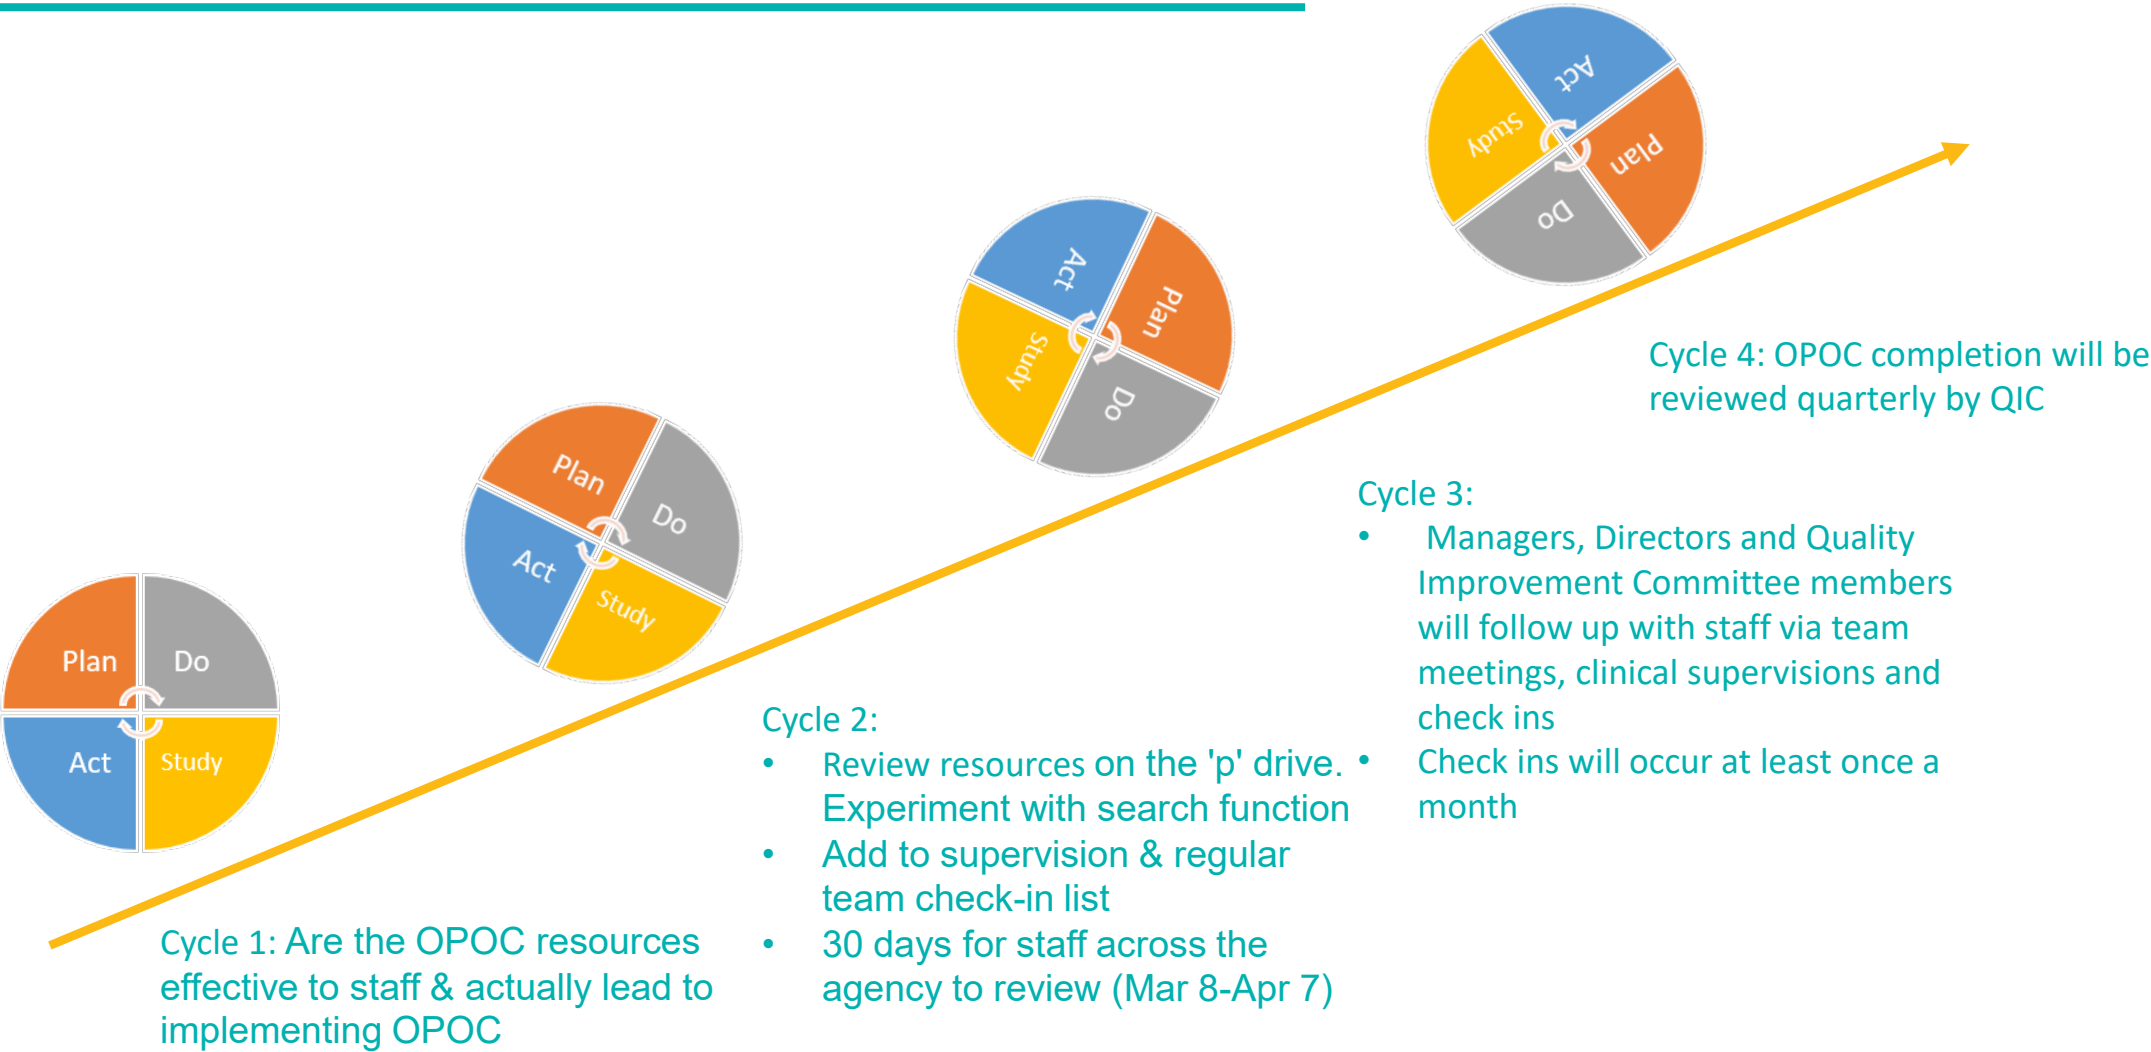 Plan
Do
Act
Study
Cycle 1: Are the OPOC resources
effective to staff & actually lead to
implementing OPOC
Plan
Do
Act
Study
Cycle 2:
• Review resources on the 'p' drive.
Experiment with search function
• Add to supervision & regular
team check-in list
• 30 days for staff across the
agency to review (Mar 8-Apr 7)
Act
Plan
Study
Do
Cycle 3:
• Managers, Directors and Quality
Improvement Committee members
will follow up with staff via team
meetings, clinical supervisions and
check ins
• Check ins will occur at least once a
month
Act
Plan
Study
Do
Cycle 4: OPOC completion will be
reviewed quarterly by QIC